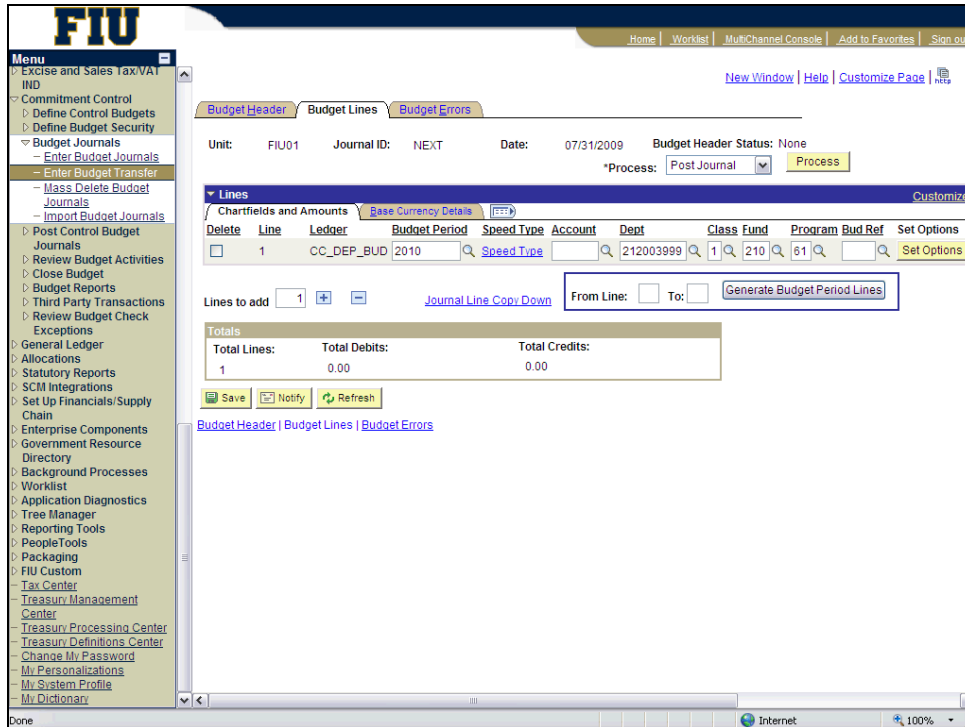 FIU
Home | Worklist | MultiChannel Console | Add to Favorites | Sign ou
Menu
Excise and Sales Tax/VAT
IND
Commitment Control
Define Control Budgets
Define Budget Security
Budget Journals
Enter Budget Journals
Enter Budget Transfer
Mass Delete Budget
Journals
Import Budget Journals
Post Control Budget
Journals
Review Budget Activities
Close Budget
Budget Reports
Third Party Transactions
Review Budget Check
Exceptions
General Ledger
Allocations
Statutory Reports
SCM Integrations
Set Up Financials/Supply
Chain
Enterprise Components
Government Resource
Directory
Background Processes
Worklist
Application Diagnostics
Tree Manager
Reporting Tools
PeopleTools
Packaging
FIU Custom
Tax Center
Treasury Management
Center
Treasury Processing Center
Treasury Definitions Center
Change My Password
My Personalizations
My System Profile
My Dictionary
New Window | Help | Customize Page | http
Budget Header Budget Lines Budget Errors
Unit: FIU01 Journal ID: NEXT Date: 07/31/2009 Budget Header Status: None
*Process: Post Journal Process
Lines Customize
Chartfields and Amounts Base Currency Details
Delete Line Ledger Budget Period Speed Type Account Dept Class Fund Program Bud Ref Set Options
1 CC_DEP_BUD 2010 Speed Type 212003999 1 210 61 Set Options
Lines to add 1 Journal Line Copy Down From Line: To: Generate Budget Period Lines
Totals
Total Lines: Total Debits: Total Credits:
1 0.00 0.00
Save Notify Refresh
Budget Header | Budget Lines | Budget Errors
Done Internet 100%